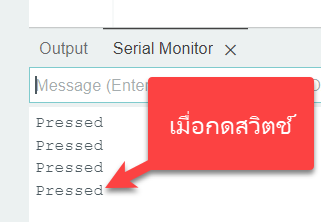 Output Serial Monitor
Message (Enter
Pressed
Pressed
Pressed
Pressed
เมื่อกดสวิตช์